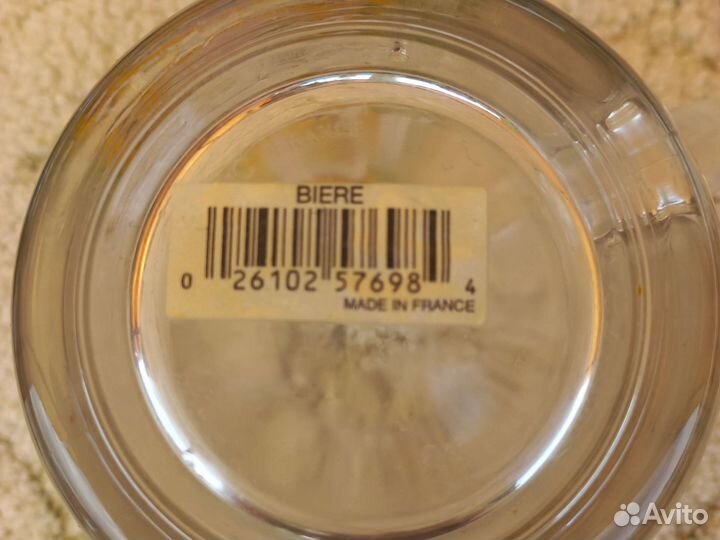 BIERE
0 26102 57698 4
MADE IN FRANCE
Avito